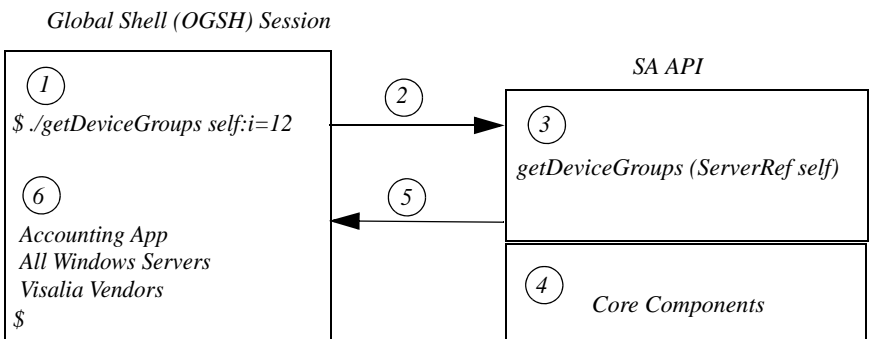 Global Shell (OGSH) Session
1
$ ./getDeviceGroups self:i=12
2
SA API
3
getDeviceGroups (ServerRef self)
5
6
Accounting App
All Windows Servers
Visalia Vendors
$
4
Core Components